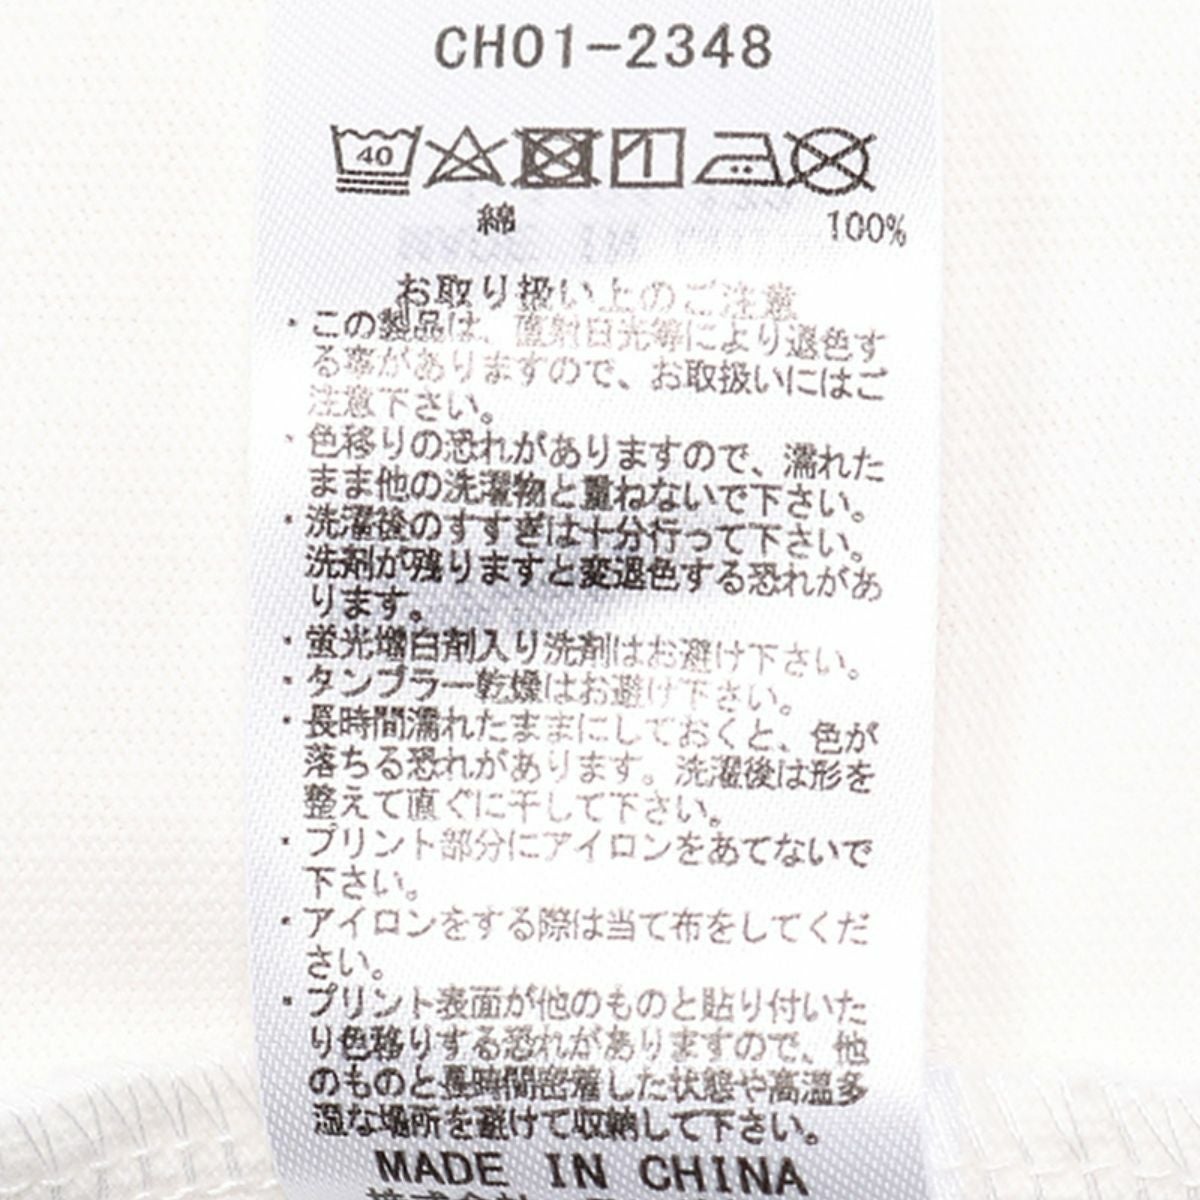 CH01-2348
40
綿 100%
お取り扱い上のご注意
・この製品は、直射日光等により退色す
る事がありますので、お取扱いにはご
注意下さい。
・色移りの恐れがありますので、濡れた
まま他の洗濯物と重ねないで下さい。
・洗濯後のすすぎは十分行って下さい。
洗剤が残りますと変退色する恐れがあ
ります。
・蛍光増白剤入り洗剤はお避け下さい。
・タンブラー乾燥はお避け下さい。
・長時間濡れたままにしておくと、色が
落ちる恐れがあります。洗濯後は形を
整えて直ぐに干して下さい。
・プリント部分にアイロンをあてないで
下さい。
・アイロンをする際は当て布をしてくだ
さい。
・プリント表面が他のものと貼り付いた
り色移りする恐れがありますので、他
のものと長時間密着した状態や高温多
湿な場所を避けて収納して下さい。
MADE IN CHINA
株式会社